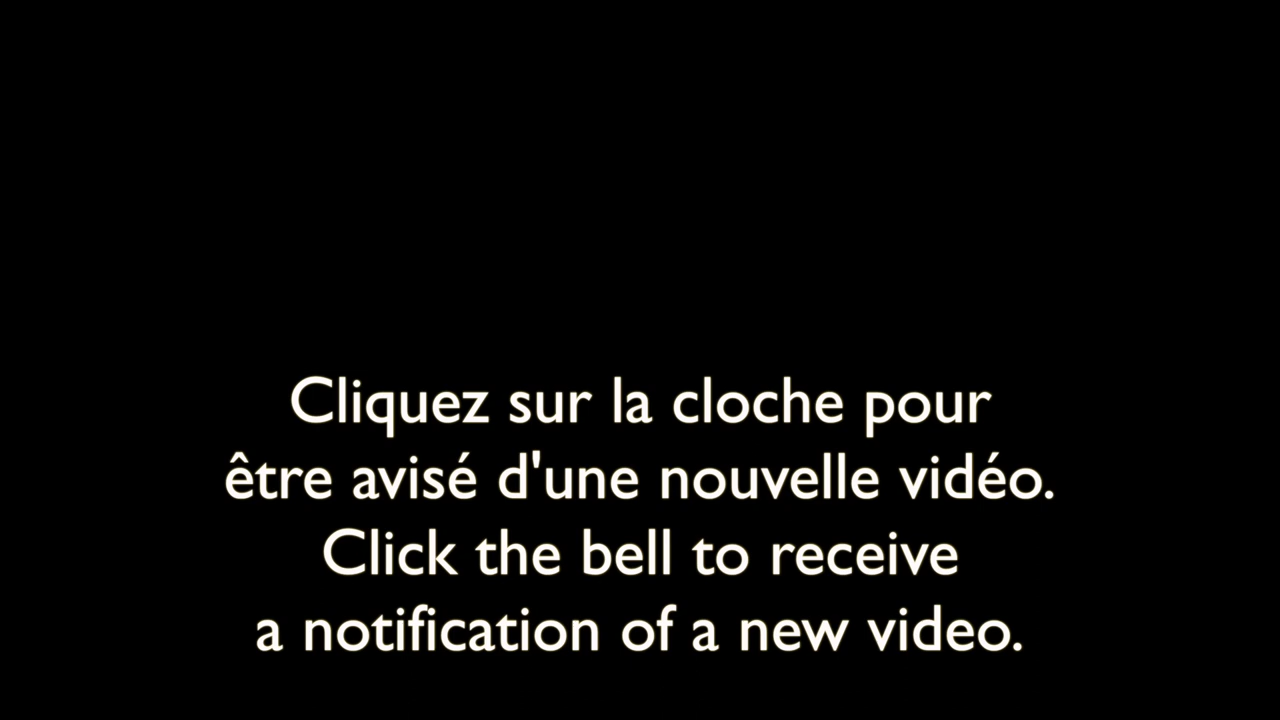 Cliquez sur la cloche pour
être avisé d'une nouvelle vidéo.
Click the bell to receive
a notification of a new video.